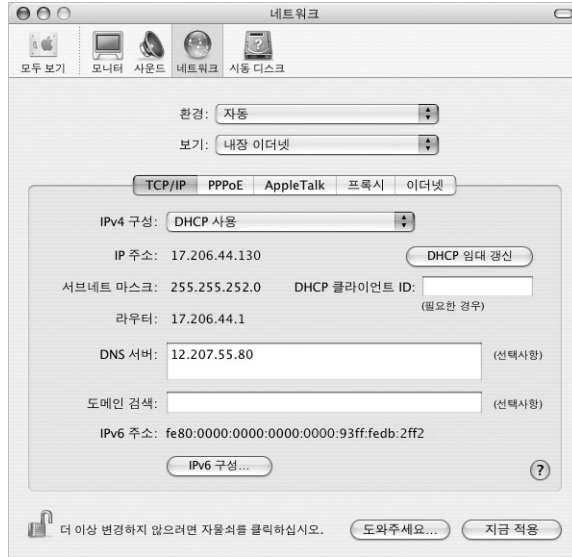 네트워크
모두 보기 모니터 사운드 네트워크 시동 디스크
환경: 자동
보기: 내장 이더넷
TCP/IP PPPoE AppleTalk 프록시 이더넷
IPv4 구성: DHCP 사용
IP 주소: 17.206.44.130 DHCP 임대 갱신
서브네트 마스크: 255.255.252.0 DHCP 클라이언트 ID:
(필요한 경우)
라우터: 17.206.44.1
DNS 서버: 12.207.55.80 (선택사항)
도메인 검색: (선택사항)
IPv6 주소: fe80:0000:0000:0000:0000:93ff:fedb:2ff2
IPv6 구성... ?
더 이상 변경하지 않으려면 자물쇠를 클릭하십시오. 도와주세요... 지금 적용